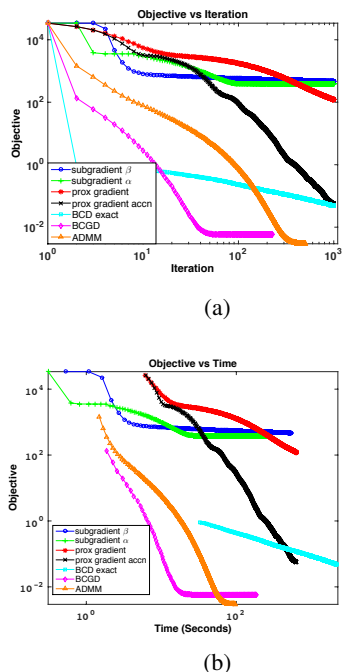 Objective vs Iteration
10^4
10^2
10^0
10^-2
Objective
subgradient β
subgradient α
prox gradient
prox gradient accn
BCD exact
BCGD
ADMM
10^0
10^1
10^2
10^3
Iteration
(a)
Objective vs Time
10^4
10^2
10^0
10^-2
Objective
subgradient β
subgradient α
prox gradient
prox gradient accn
BCD exact
BCGD
ADMM
10^0
10^2
Time (Seconds)
(b)